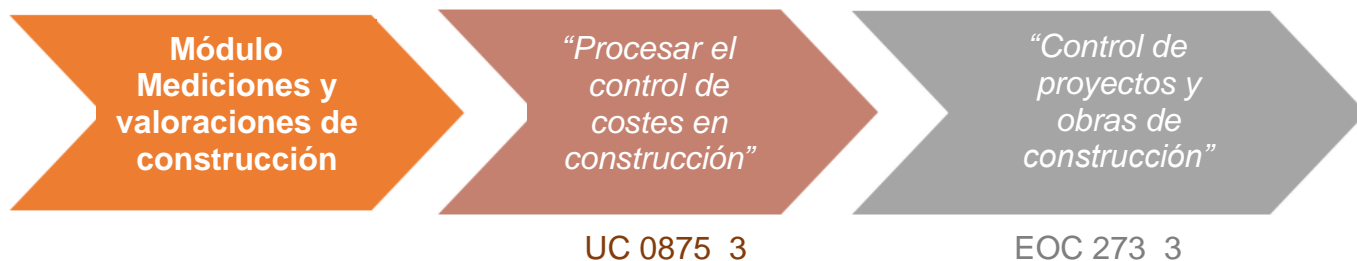 Módulo
Mediciones y
valoraciones de
construcción
“Procesar el
control de
costes en
construcción”
“Control de
proyectos y
obras de
construcción”
UC 0875 3
EOC 273 3